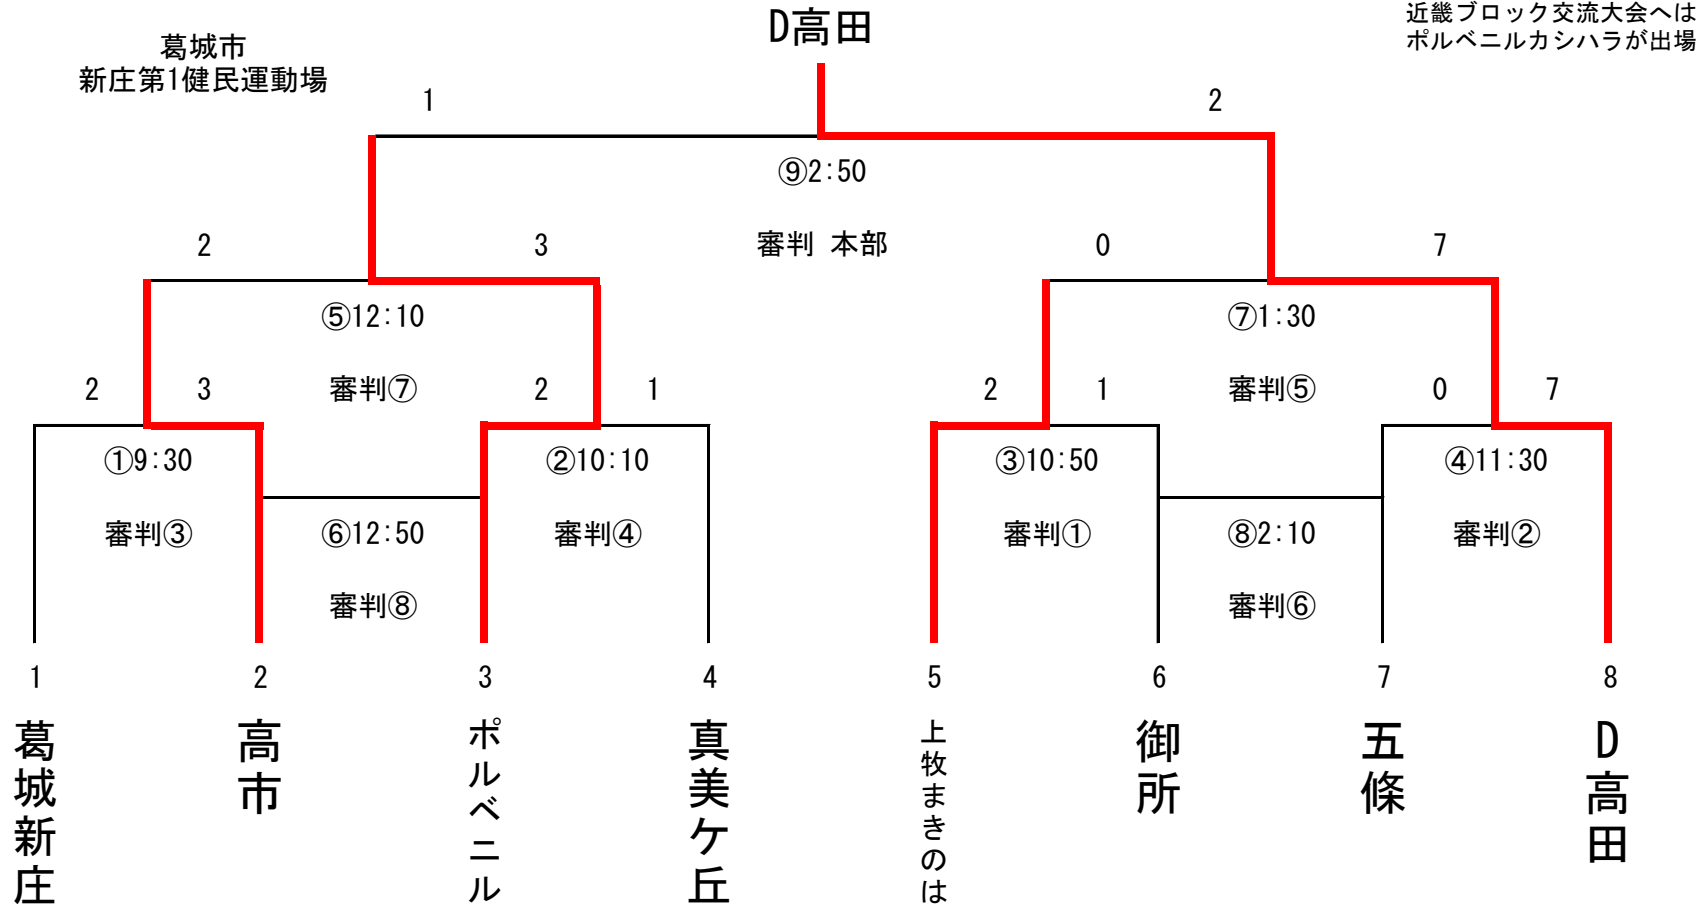 D高田
近畿ブロック交流大会へは
ポルベニルカシハラが出場
葛城市
新庄第1健民運動場
1
2
⑨2:50
審判 本部
2
3
0
7
⑤12:10
⑦1:30
審判⑦
審判⑤
2
3
2
1
2
1
0
7
①9:30
②10:10
③10:50
④11:30
審判③
⑥12:50
審判④
審判①
⑧2:10
審判②
審判⑧
審判⑥
1
2
3
4
5
6
7
8
葛城新庄
高市
ポルベニル
真美ケ丘
上牧まきのは
御所
五條
D高田